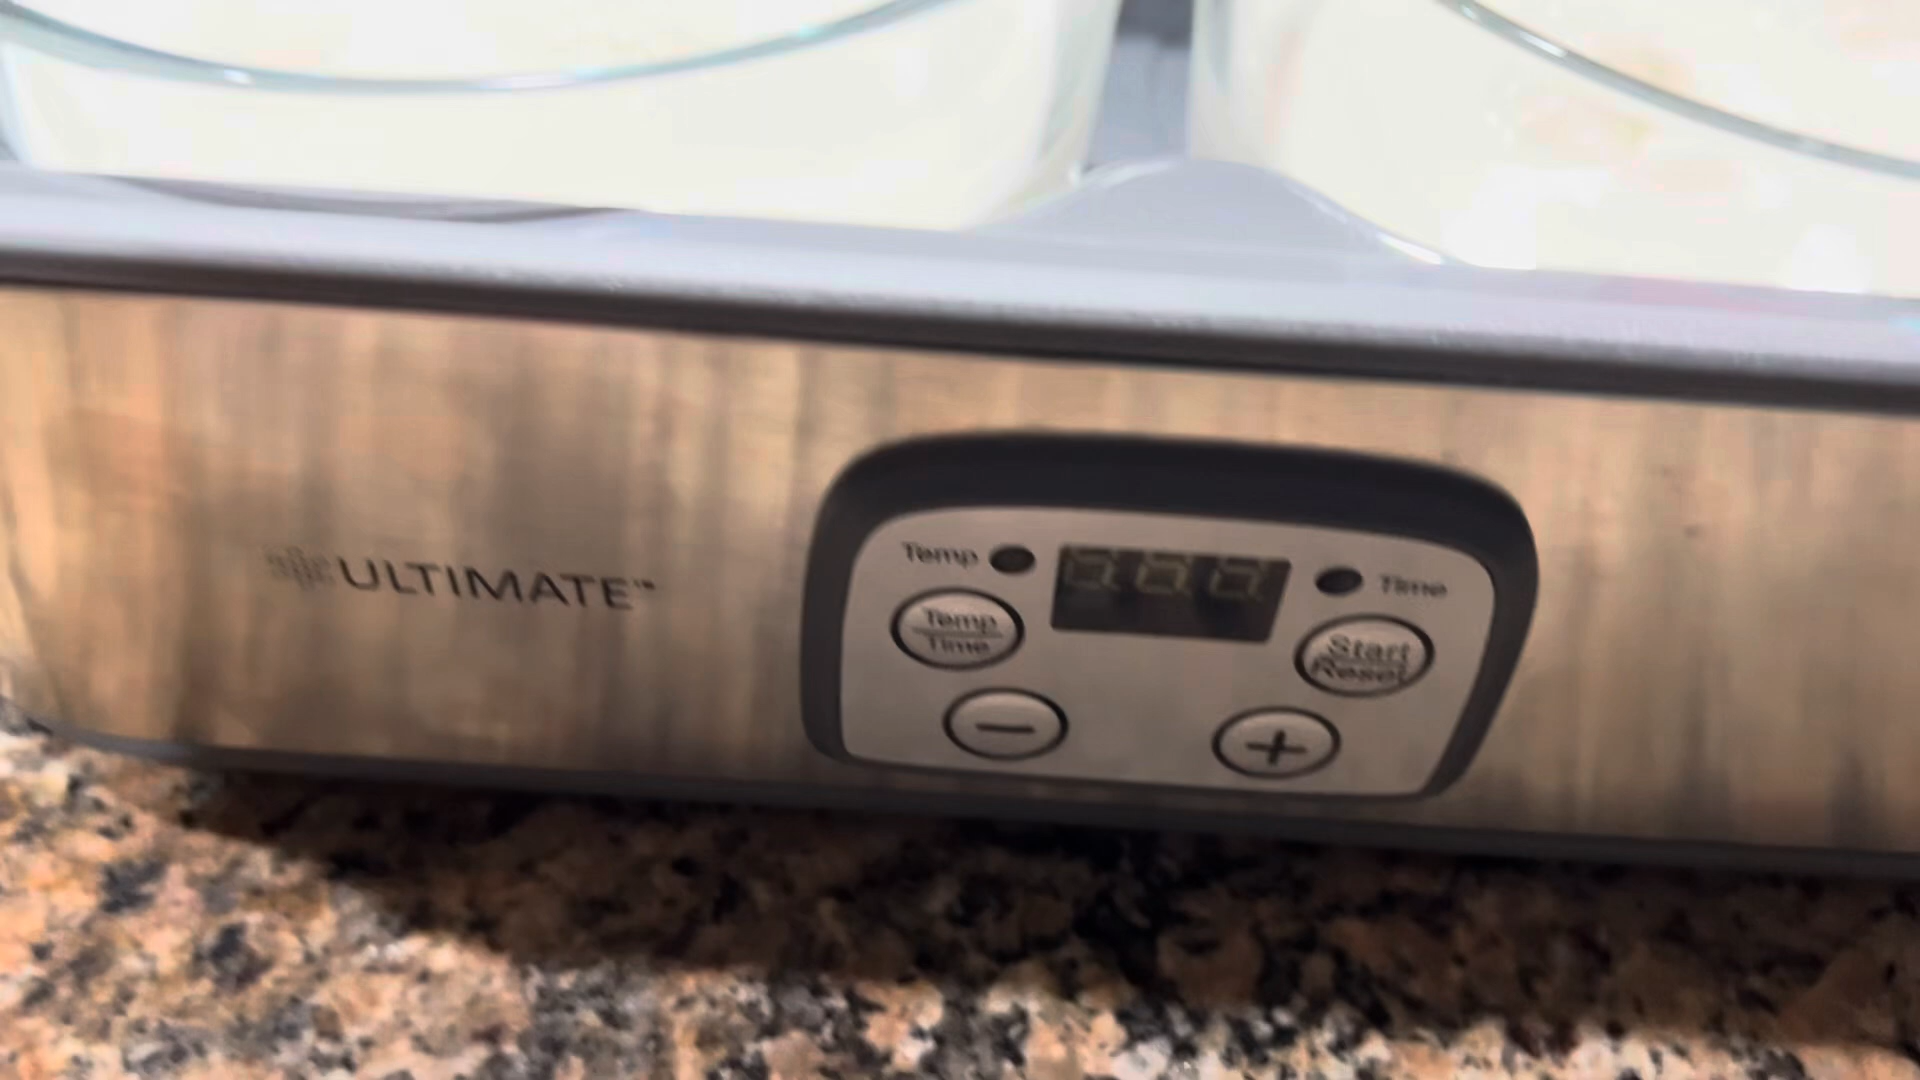 ULTIMATE™
Temp
Time
Temp
Time
Start
Reset
−
+